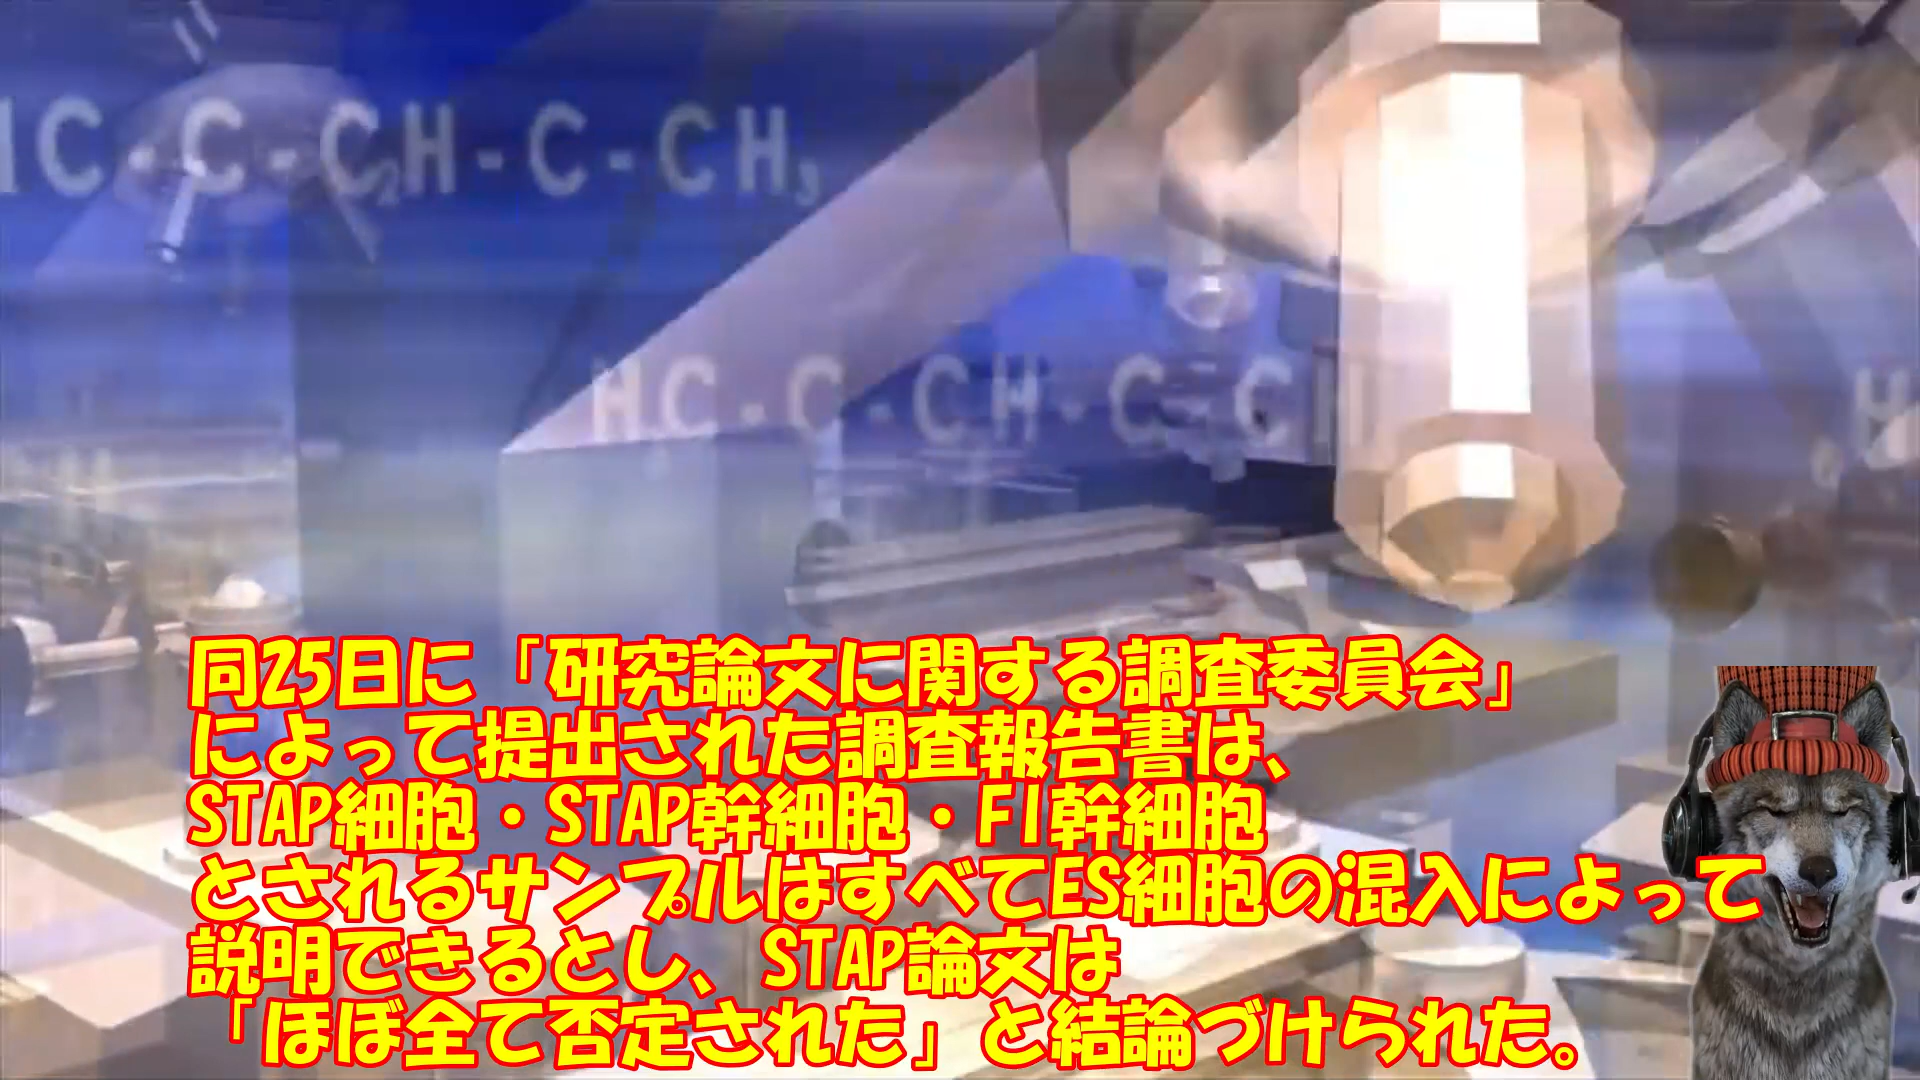 HC-C-C₂H-C-CH₃
HC-C-CH-C-CH
H
同25日に「研究論文に関する調査委員会」
によって提出された調査報告書は、
STAP細胞・STAP幹細胞・FI幹細胞
とされるサンプルはすべてES細胞の混入によって
説明できるとし、STAP論文は
「ほぼ全て否定された」と結論づけられた。